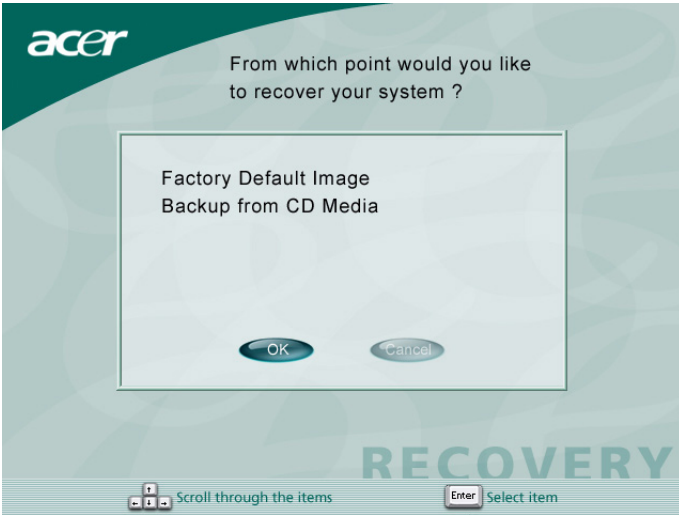 acer
From which point would you like
to recover your system ?
Factory Default Image
Backup from CD Media
OK
Cancel
RECOVERY
↑
← ↓ → Scroll through the items
Enter Select item